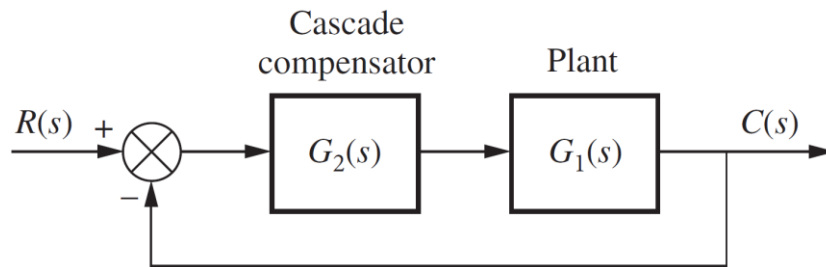 Cascade
compensator
Plant
R(s)
+
G₂(s)
G₁(s)
C(s)
−